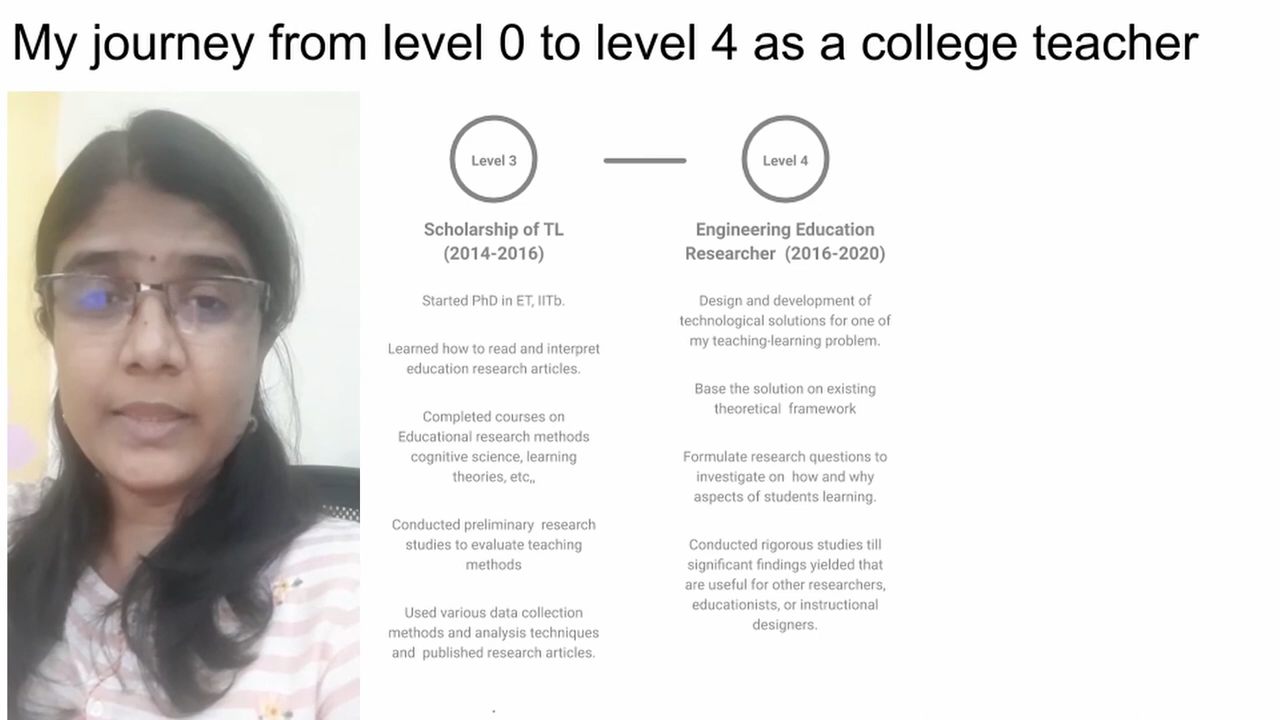 My journey from level 0 to level 4 as a college teacher
Level 3
Scholarship of TL
(2014-2016)
Started PhD in ET, IITb.
Learned how to read and interpret
education research articles.
Completed courses on
Educational research methods
cognitive science, learning
theories, etc,,
Conducted preliminary research
studies to evaluate teaching
methods
Used various data collection
methods and analysis techniques
and published research articles.
.
Level 4
Engineering Education
Researcher (2016-2020)
Design and development of
technological solutions for one of
my teaching-learning problem.
Base the solution on existing
theoretical framework
Formulate research questions to
investigate on how and why
aspects of students learning.
Conducted rigorous studies till
significant findings yielded that
are useful for other researchers,
educationists, or instructional
designers.